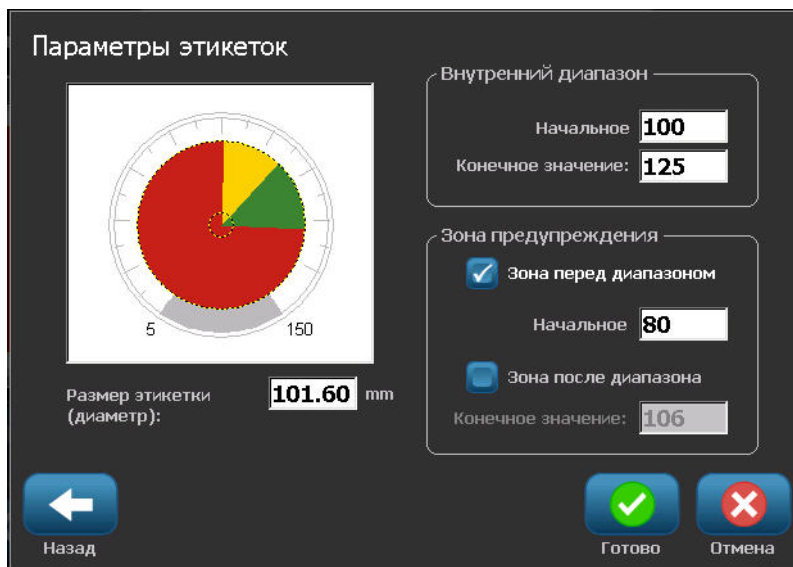 Параметры этикеток
5
150
Размер этикетки
(диаметр):
101.60 mm
Внутренний диапазон
Начальное 100
Конечное значение: 125
Зона предупреждения
Зона перед диапазоном
Начальное 80
Зона после диапазона
Конечное значение: 106
Назад
Готово
Отмена